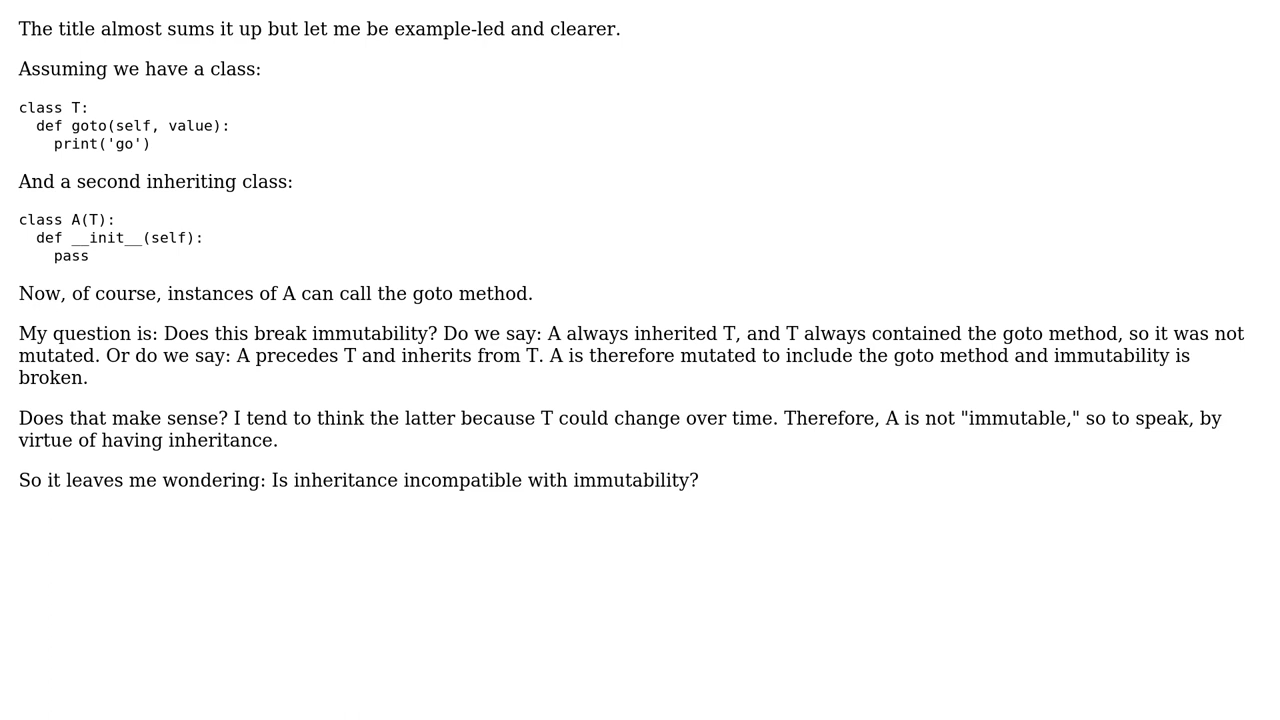 The title almost sums it up but let me be example-led and clearer.
Assuming we have a class:
class T:
  def goto(self, value):
    print('go')
And a second inheriting class:
class A(T):
  def __init__(self):
    pass
Now, of course, instances of A can call the goto method.
My question is: Does this break immutability? Do we say: A always inherited T, and T always contained the goto method, so it was not
mutated. Or do we say: A precedes T and inherits from T. A is therefore mutated to include the goto method and immutability is
broken.
Does that make sense? I tend to think the latter because T could change over time. Therefore, A is not "immutable," so to speak, by
virtue of having inheritance.
So it leaves me wondering: Is inheritance incompatible with immutability?